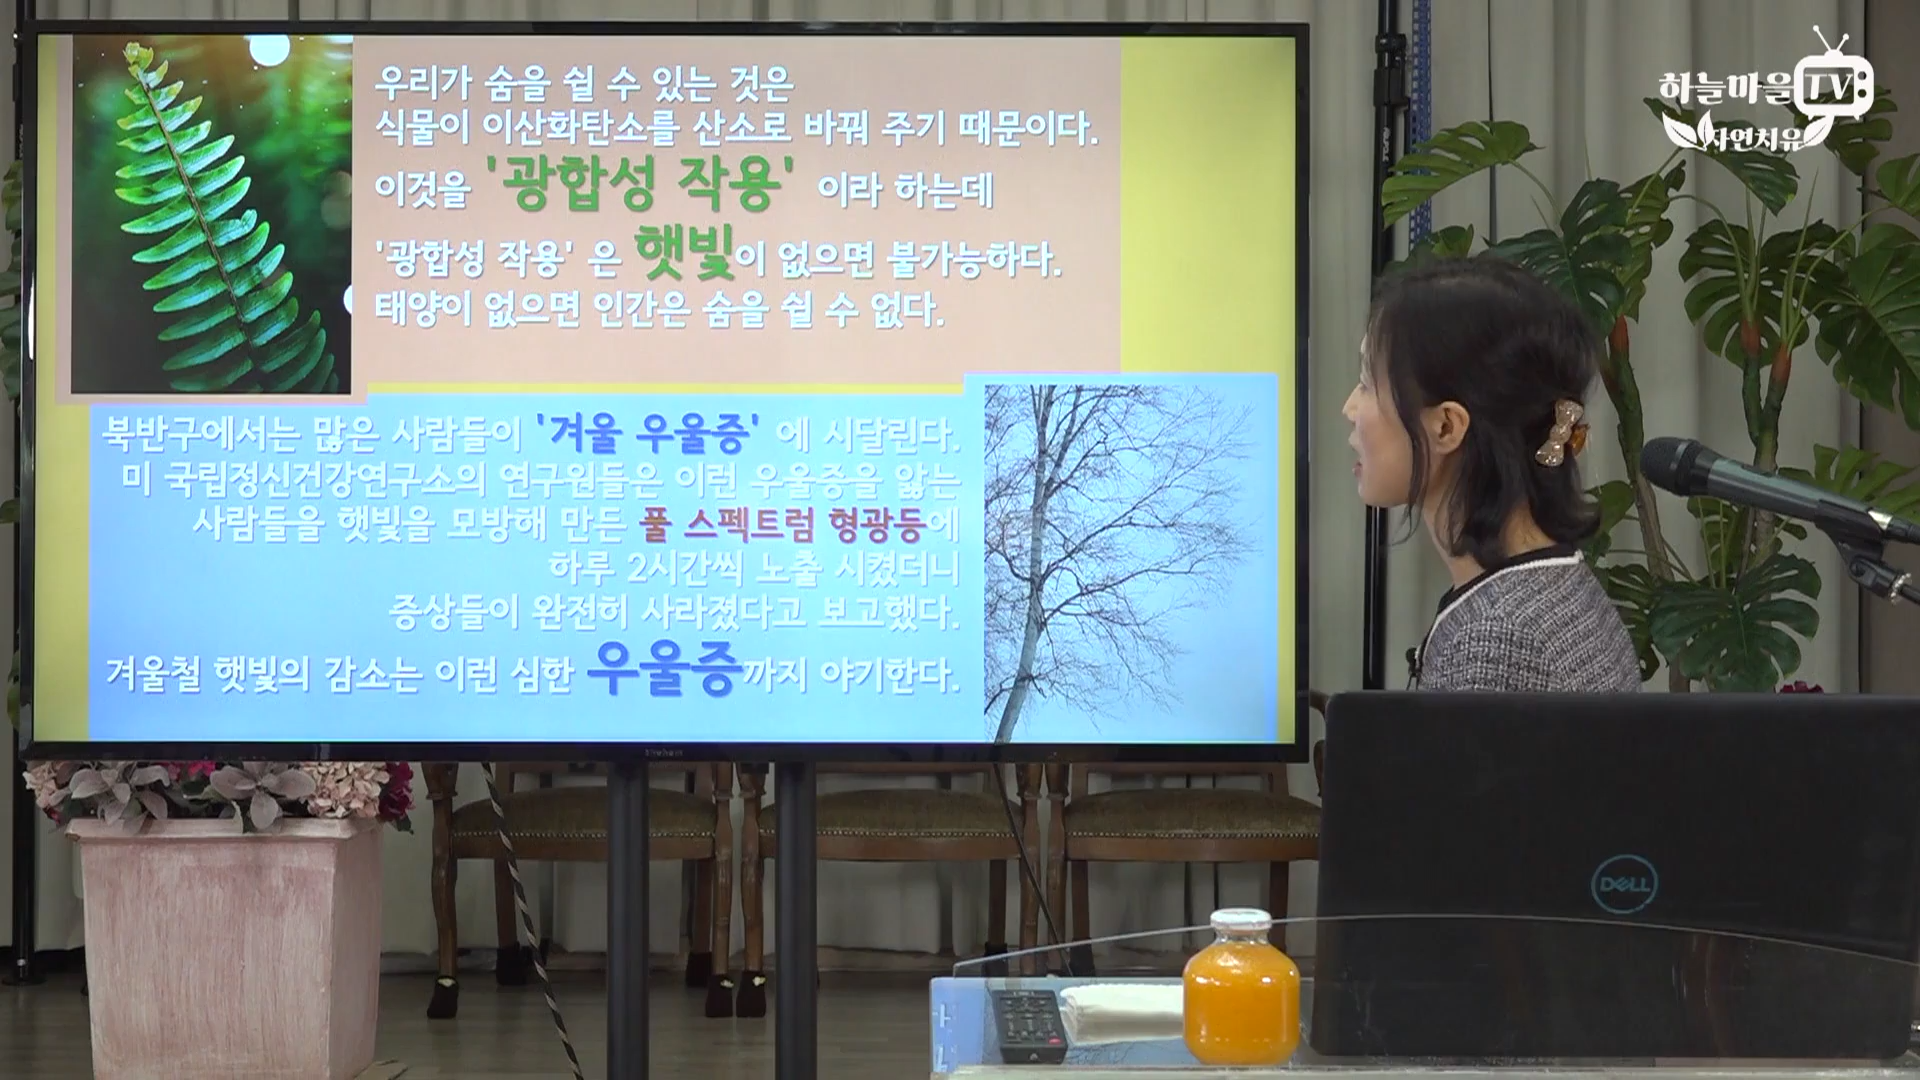 우리가 숨을 쉴 수 있는 것은
식물이 이산화탄소를 산소로 바꿔 주기 때문이다.
이것을 '광합성 작용' 이라 하는데
'광합성 작용' 은 햇빛이 없으면 불가능하다.
태양이 없으면 인간은 숨을 쉴 수 없다.
북반구에서는 많은 사람들이 '겨울 우울증' 에 시달린다.
미 국립정신건강연구소의 연구원들은 이런 우울증을 앓는
사람들을 햇빛을 모방해 만든 풀 스펙트럼 형광등에
하루 2시간씩 노출 시켰더니
증상들이 완전히 사라졌다고 보고했다.
겨울철 햇빛의 감소는 이런 심한 우울증까지 야기한다.
하늘마을 TV
자연치유
DELL